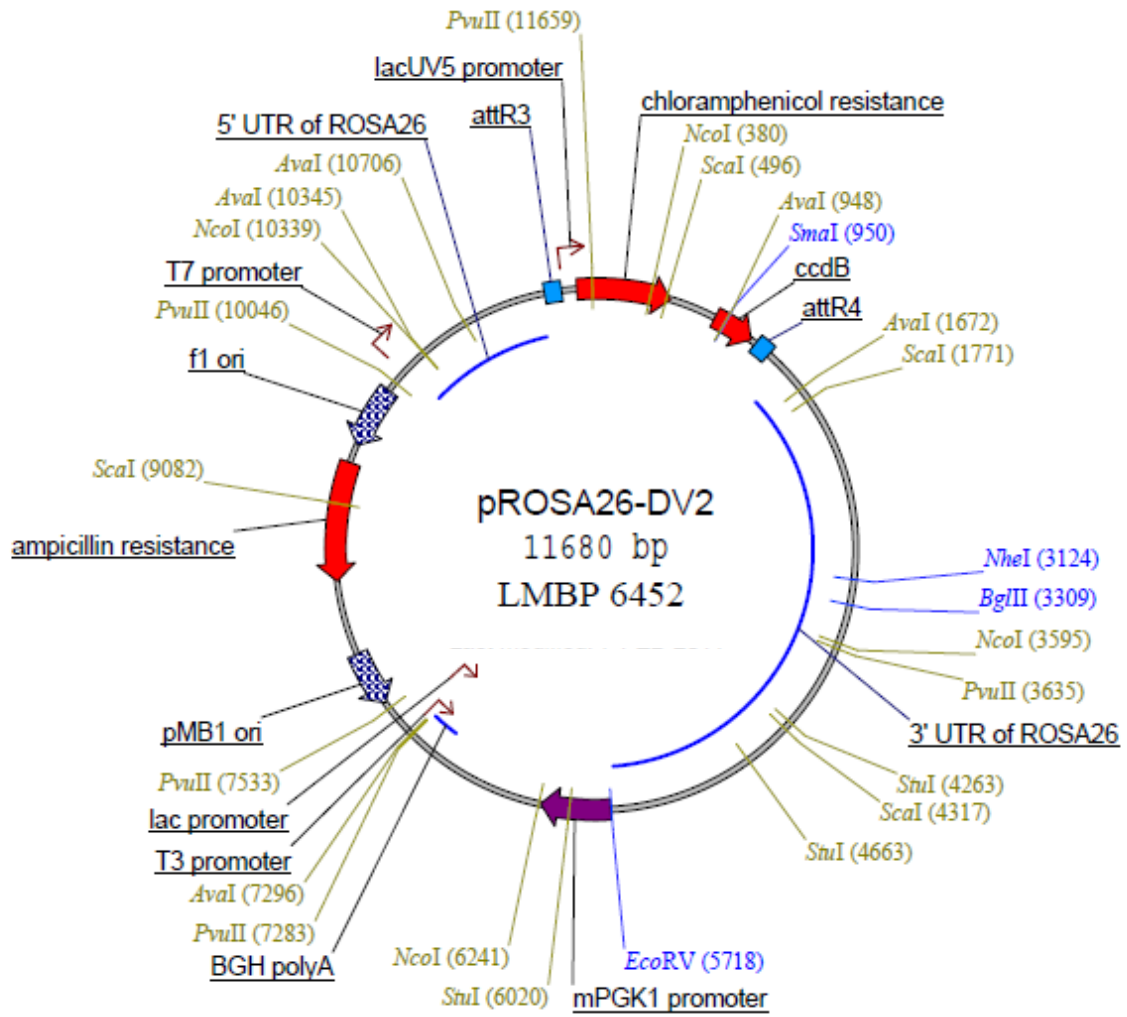 PvuII (11659)
lacUV5 promoter
attR3
chloramphenicol resistance
5' UTR of ROSA26
NcoI (380)
ScaI (496)
AvaI (10706)
AvaI (10345)
NcoI (10339)
AvaI (948)
SmaI (950)
ccdB
attR4
T7 promoter
PvuII (10046)
f1 ori
AvaI (1672)
ScaI (1771)
ScaI (9082)
ampicillin resistance
pROSA26-DV2
11680 bp
LMBP 6452
NheI (3124)
BglII (3309)
NcoI (3595)
PvuII (3635)
3' UTR of ROSA26
pMB1 ori
PvuII (7533)
lac promoter
T3 promoter
AvaI (7296)
PvuII (7283)
BGH polyA
StuI (4263)
ScaI (4317)
StuI (4663)
NcoI (6241)
StuI (6020)
EcoRV (5718)
mPGK1 promoter